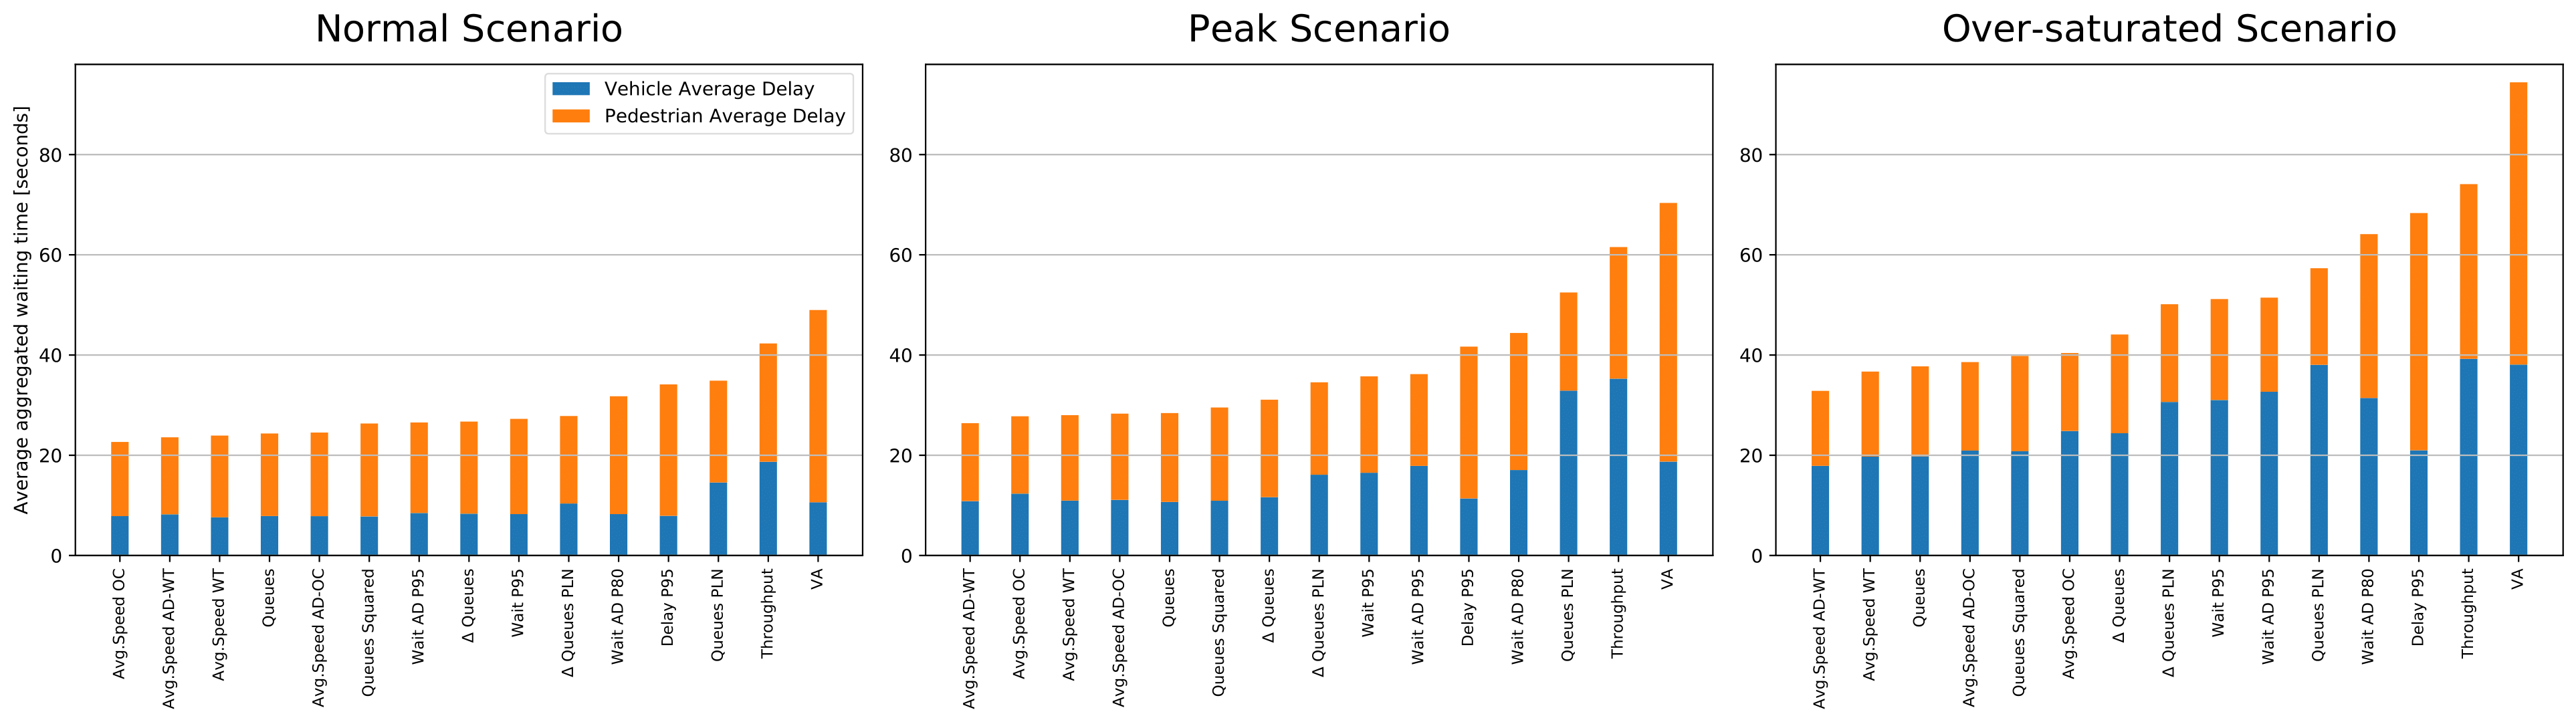 Normal Scenario
Vehicle Average Delay
Pedestrian Average Delay
Average aggregated waiting time [seconds]
80
60
40
20
0
Avg.Speed OC
Avg.Speed AD-WT
Avg.Speed WT
Queues
Avg.Speed AD-OC
Queues Squared
Wait AD P95
Δ Queues
Wait P95
Δ Queues PLN
Wait AD P80
Delay P95
Queues PLN
Throughput
VA
Peak Scenario
80
60
40
20
0
Avg.Speed AD-WT
Avg.Speed OC
Avg.Speed WT
Avg.Speed AD-OC
Queues
Queues Squared
Δ Queues
Δ Queues PLN
Wait P95
Wait AD P95
Delay P95
Wait AD P80
Queues PLN
Throughput
VA
Over-saturated Scenario
80
60
40
20
0
Avg.Speed AD-WT
Avg.Speed WT
Queues
Avg.Speed AD-OC
Queues Squared
Avg.Speed OC
Δ Queues
Δ Queues PLN
Wait P95
Wait AD P95
Queues PLN
Wait AD P80
Delay P95
Throughput
VA